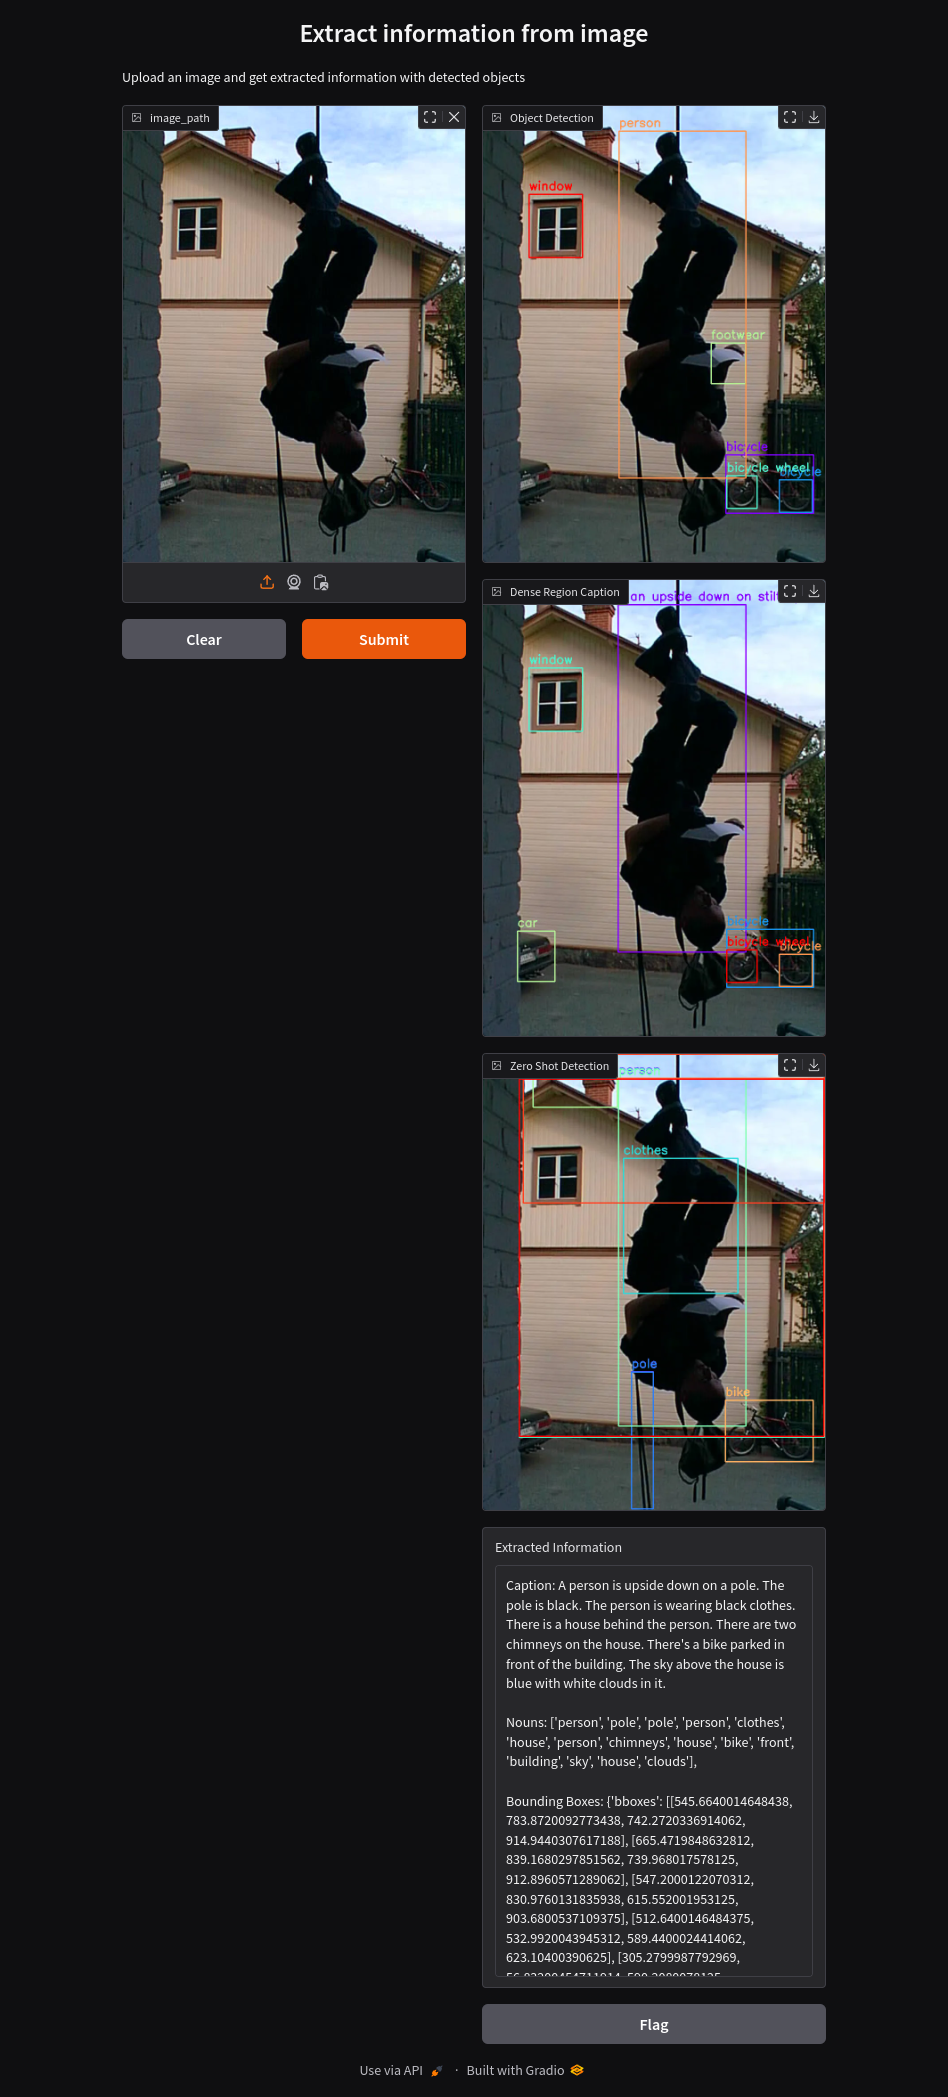 Extract information from image
Upload an image and get extracted information with detected objects
image_path
Clear
Submit
Object Detection
person
window
footwear
bicycle
bicycle wheel
bicycle
Dense Region Caption
an upside down on stilt
window
car
bicycle
bicycle wheel
bicycle
Zero Shot Detection
person
clothes
pole
bike
Extracted Information
Caption: A person is upside down on a pole. The
pole is black. The person is wearing black clothes.
There is a house behind the person. There are two
chimneys on the house. There's a bike parked in
front of the building. The sky above the house is
blue with white clouds in it.
Nouns: ['person', 'pole', 'pole', 'person', 'clothes',
'house', 'person', 'chimneys', 'house', 'bike', 'front',
'building', 'sky', 'house', 'clouds'],
Bounding Boxes: {'bboxes': [[545.6640014648438,
783.8720092773438, 742.2720336914062,
914.9440307617188], [665.4719848632812,
839.1680297851562, 739.968017578125,
912.8960571289062], [547.2000122070312,
830.9760131835938, 615.552001953125,
903.6800537109375], [512.6400146484375,
532.9920043945312, 589.4400024414062,
623.10400390625], [305.2799987792969,
Flag
Use via API
·
Built with Gradio